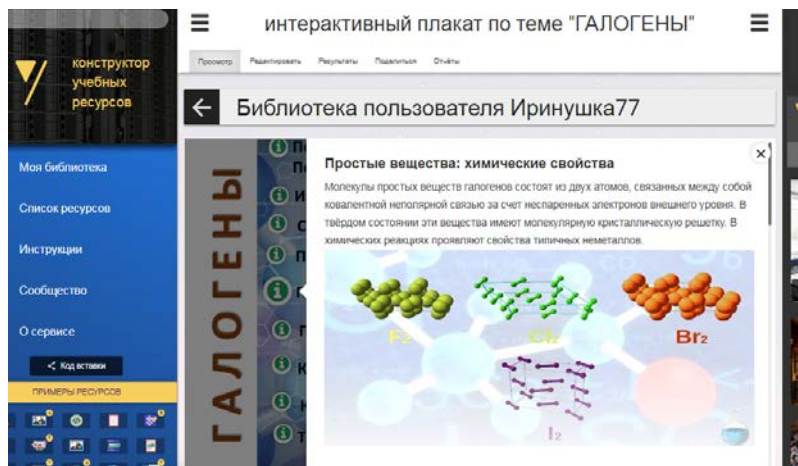 конструктор
учебных
ресурсов
Моя библиотека
Список ресурсов
Инструкции
Сообщество
О сервисе
Код вставки
ПРИМЕРЫ РЕСУРСОВ
интерактивный плакат по теме "ГАЛОГЕНЫ"
Просмотр Редактировать Результаты Поделиться Отчёты
Библиотека пользователя Иринушка77
ГАЛОГЕНЫ
Простые вещества: химические свойства
Молекулы простых веществ галогенов состоят из двух атомов, связанных между собой
ковалентной неполярной связью за счет неспаренных электронов внешнего уровня. В
твёрдом состоянии эти вещества имеют молекулярную кристаллическую решетку. В
химических реакциях проявляют свойства типичных неметаллов.
F2 Cl2 Br2
I2